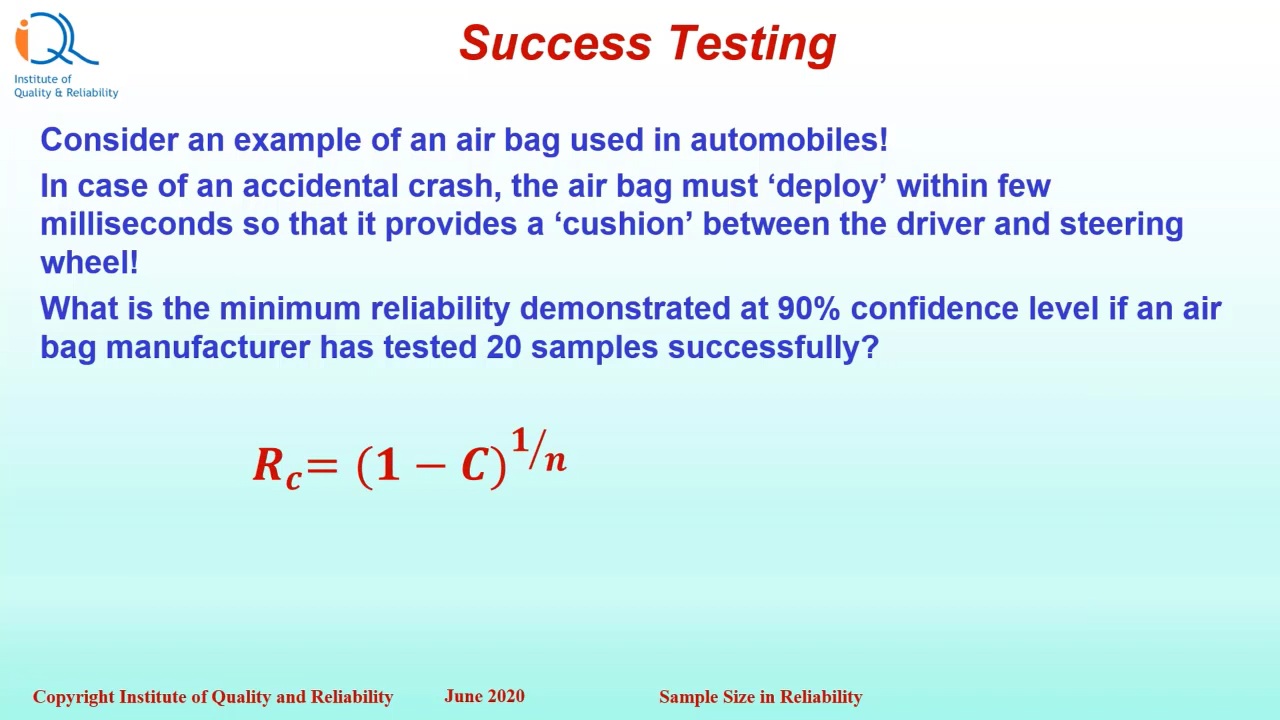 iQR
Institute of
Quality & Reliability
Success Testing
Consider an example of an air bag used in automobiles!
In case of an accidental crash, the air bag must ‘deploy’ within few
milliseconds so that it provides a ‘cushion’ between the driver and steering
wheel!
What is the minimum reliability demonstrated at 90% confidence level if an air
bag manufacturer has tested 20 samples successfully?
R_c = (1 − C)^{1/n}
Copyright Institute of Quality and Reliability June 2020 Sample Size in Reliability